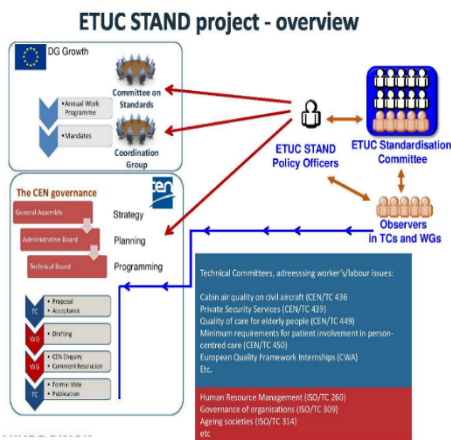 ETUC STAND project - overview
DG Growth
Committee on
Standards
•Annual Work
Programme
•Mandates
Coordination
Group
ETUC STAND
Policy Officers
ETUC Standardisation
Committee
Observers
in TCs and WGs
The CEN governance
cen
General Assembly
Strategy
Administrative Board
Planning
Technical Board
Programming
TC
•Proposal
•Acceptance
WG
•Drafting
WG
•CEN Enquiry
•Comment Resolution
TC
•Formal Vote
•Publication
Technical Committees, adreesssing worker's/labour issues:
Cabin air quality on civil aircraft (CEN/TC 436
Private Security Services (CEN/TC 439)
Quality of care for elderly people (CEN/TC 449)
Minimum requirements for patient involvement in person-
centred care (CEN/TC 450)
European Quality Framework Internships (CWA)
Etc.
Human Resource Management (ISO/TC 260)
Governance of organisations (ISO/TC 309)
Ageing societies (ISO/TC 314)
etc